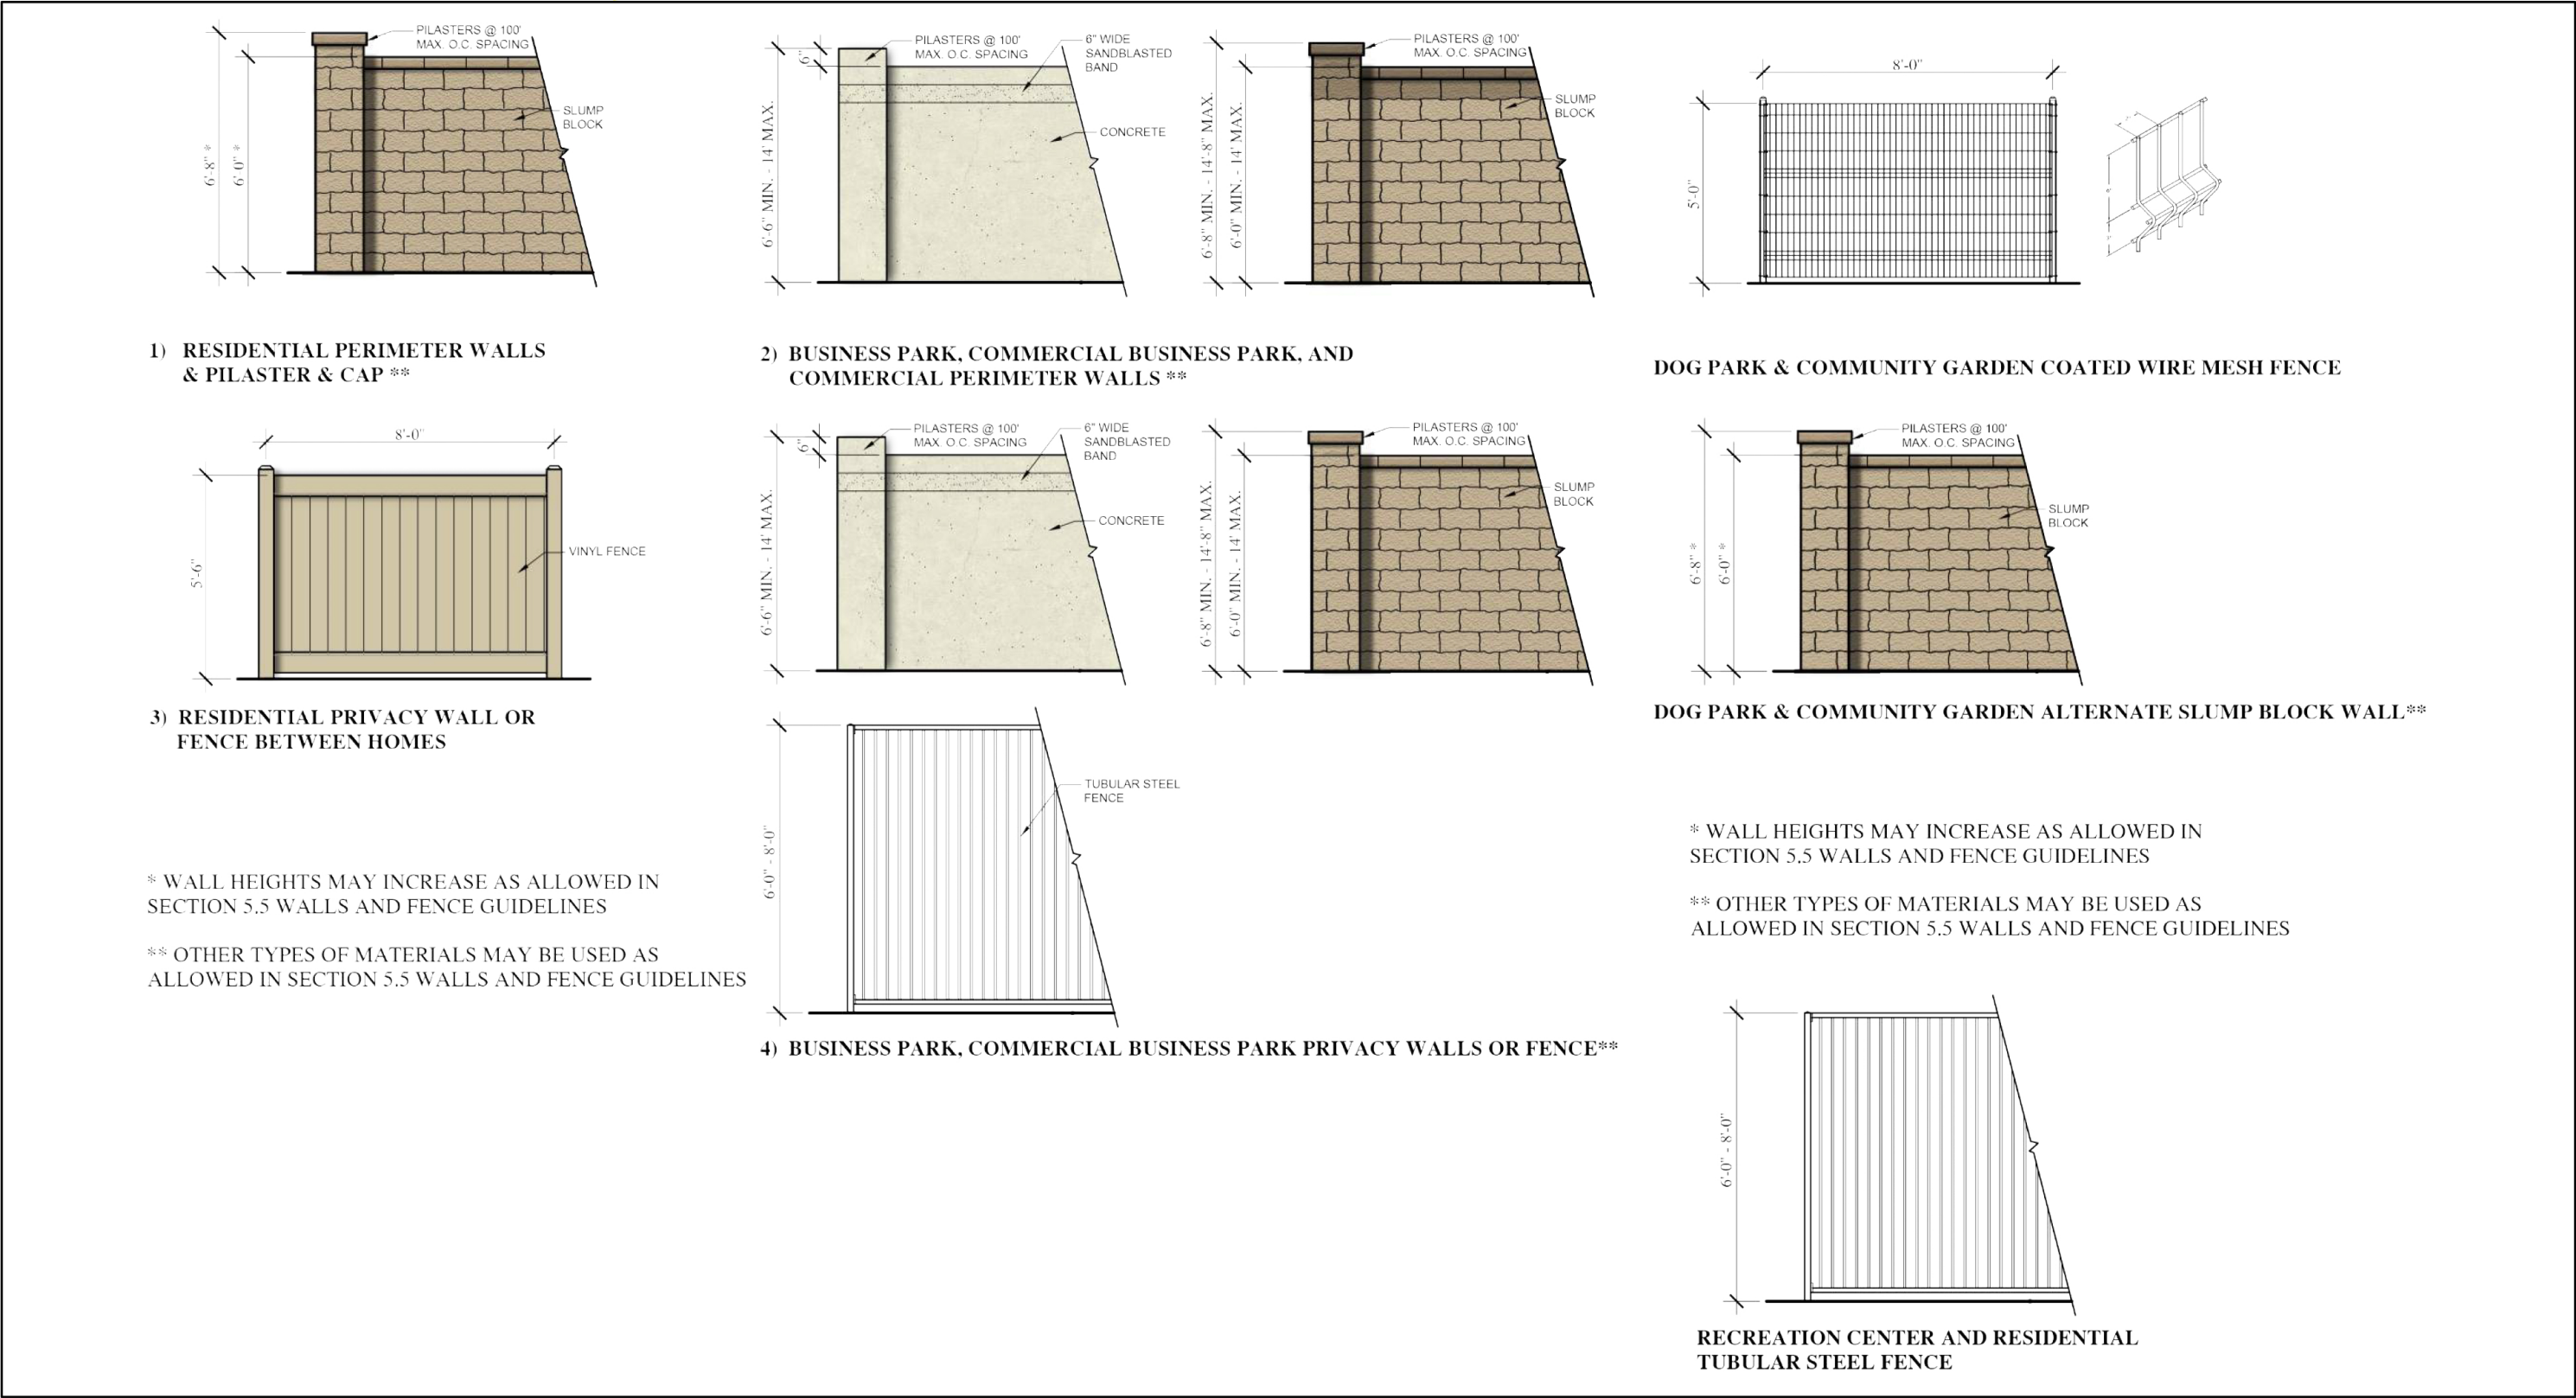 PILASTERS @ 100'
MAX. O.C. SPACING
SLUMP
BLOCK
6'-8" *
6'-0" *
1) RESIDENTIAL PERIMETER WALLS
& PILASTER & CAP **
6"
PILASTERS @ 100'
MAX. O.C. SPACING
6" WIDE
SANDBLASTED
BAND
CONCRETE
6'-6" MIN. - 14' MAX.
PILASTERS @ 100'
MAX. O.C. SPACING
SLUMP
BLOCK
6'-8" MIN. - 14'-8" MAX.
6'-0" MIN. - 14' MAX.
2) BUSINESS PARK, COMMERCIAL BUSINESS PARK, AND
COMMERCIAL PERIMETER WALLS **
8'-0"
5'-0"
DOG PARK & COMMUNITY GARDEN COATED WIRE MESH FENCE
8'-0"
5'-6"
VINYL FENCE
3) RESIDENTIAL PRIVACY WALL OR
FENCE BETWEEN HOMES
* WALL HEIGHTS MAY INCREASE AS ALLOWED IN
SECTION 5.5 WALLS AND FENCE GUIDELINES
** OTHER TYPES OF MATERIALS MAY BE USED AS
ALLOWED IN SECTION 5.5 WALLS AND FENCE GUIDELINES
6"
PILASTERS @ 100'
MAX. O.C. SPACING
6" WIDE
SANDBLASTED
BAND
CONCRETE
6'-6" MIN. - 14' MAX.
PILASTERS @ 100'
MAX. O.C. SPACING
SLUMP
BLOCK
6'-8" MIN. - 14'-8" MAX.
6'-0" MIN. - 14' MAX.
TUBULAR STEEL
FENCE
6'-0" - 8'-0"
4) BUSINESS PARK, COMMERCIAL BUSINESS PARK PRIVACY WALLS OR FENCE**
PILASTERS @ 100'
MAX. O.C. SPACING
SLUMP
BLOCK
6'-8" *
6'-0" *
DOG PARK & COMMUNITY GARDEN ALTERNATE SLUMP BLOCK WALL**
* WALL HEIGHTS MAY INCREASE AS ALLOWED IN
SECTION 5.5 WALLS AND FENCE GUIDELINES
** OTHER TYPES OF MATERIALS MAY BE USED AS
ALLOWED IN SECTION 5.5 WALLS AND FENCE GUIDELINES
6'-0" - 8'-0"
RECREATION CENTER AND RESIDENTIAL
TUBULAR STEEL FENCE